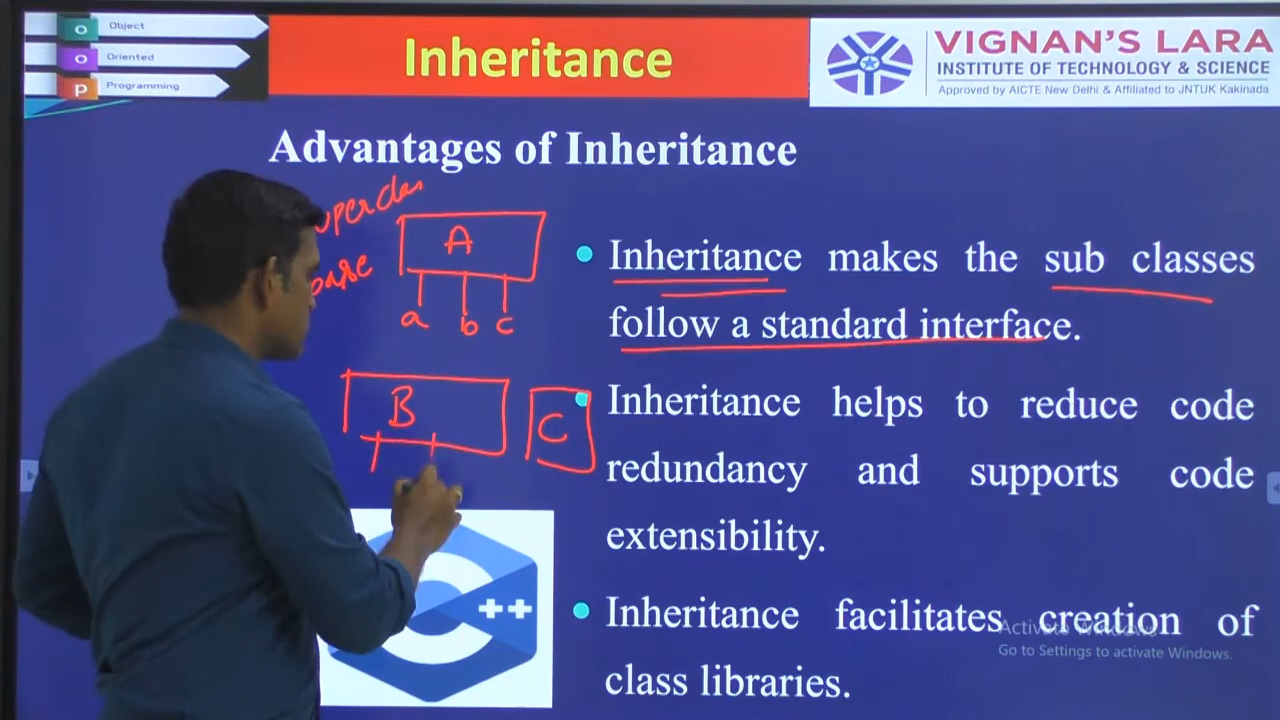 O Object
O Oriented
P Programming
Inheritance
VIGNAN'S LARA
INSTITUTE OF TECHNOLOGY & SCIENCE
Approved by AICTE New Delhi & Affiliated to JNTUK Kakinada
Advantages of Inheritance
A
a b c
B
C
++
Inheritance makes the sub classes
follow a standard interface.
Inheritance helps to reduce code
redundancy and supports code
extensibility.
Inheritance facilitates creation of
class libraries.
Activate Windows
Go to Settings to activate Windows.